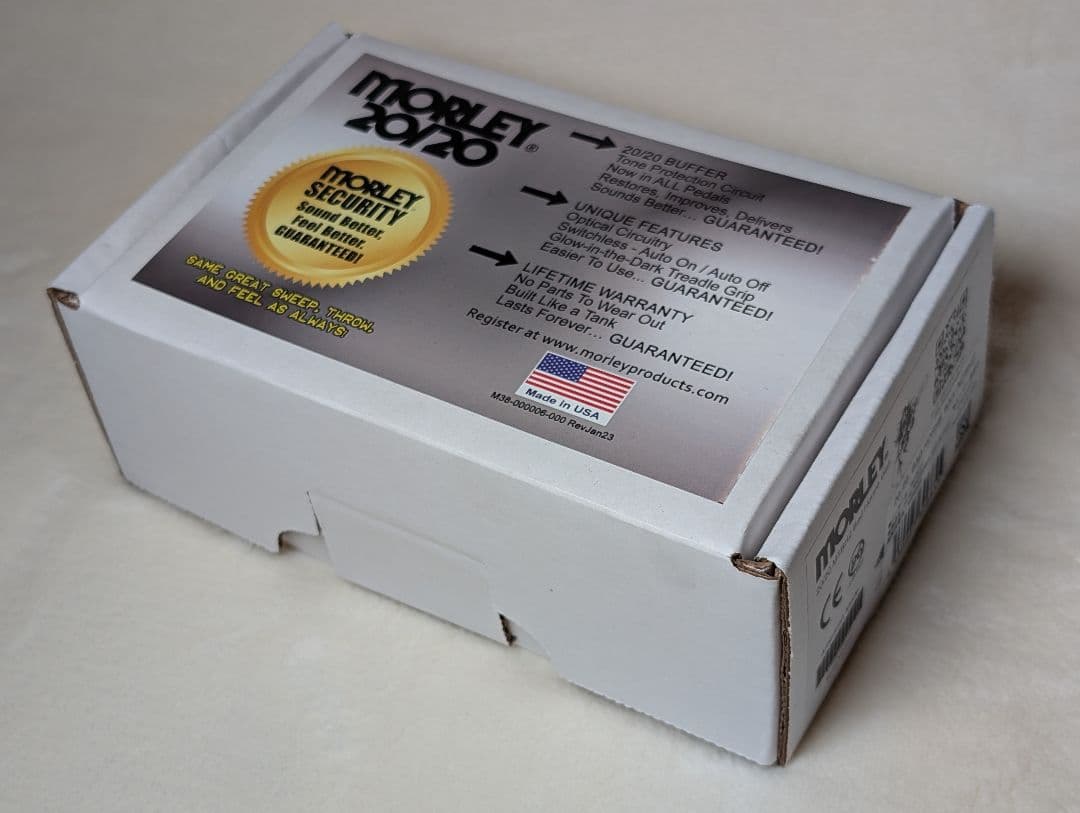 MORLEY
20/20 ®
MORLEY
SECURITY
Sound Better.
Feel Better.
GUARANTEED!
SAME GREAT SWEEP, THROW,
AND FEEL AS ALWAYS!
20/20 BUFFER
Tone Protection Circuit
Now in ALL Pedals
Restores, Improves, Delivers
Sounds Better... GUARANTEED!
UNIQUE FEATURES
Optical Circuitry
Switchless - Auto On / Auto Off
Glow-in-the-Dark Treadle Grip
Easier To Use... GUARANTEED!
LIFETIME WARRANTY
No Parts To Wear Out
Built Like a Tank
Lasts Forever... GUARANTEED!
Register at www.morleyproducts.com
Made in USA
M38-000006-000 RevJan23
MORLEY
CE